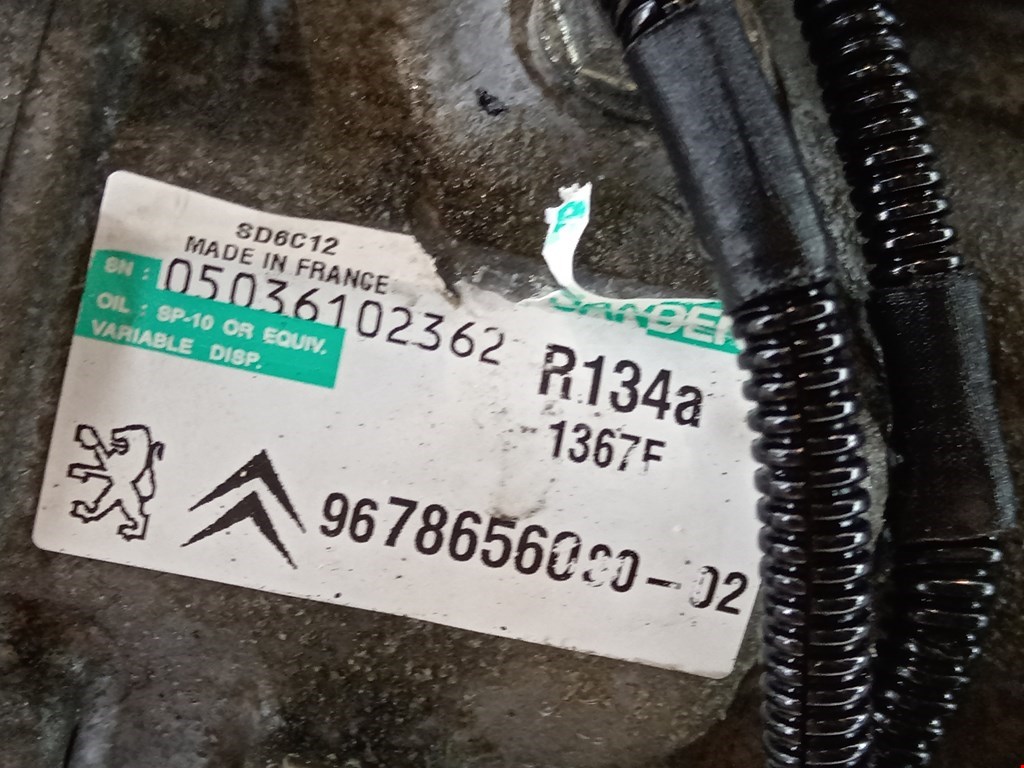 SD6C12
MADE IN FRANCE
SN : 05036102362
OIL : SP-10 OR EQUIV.
VARIABLE DISP.
R134a
1367F